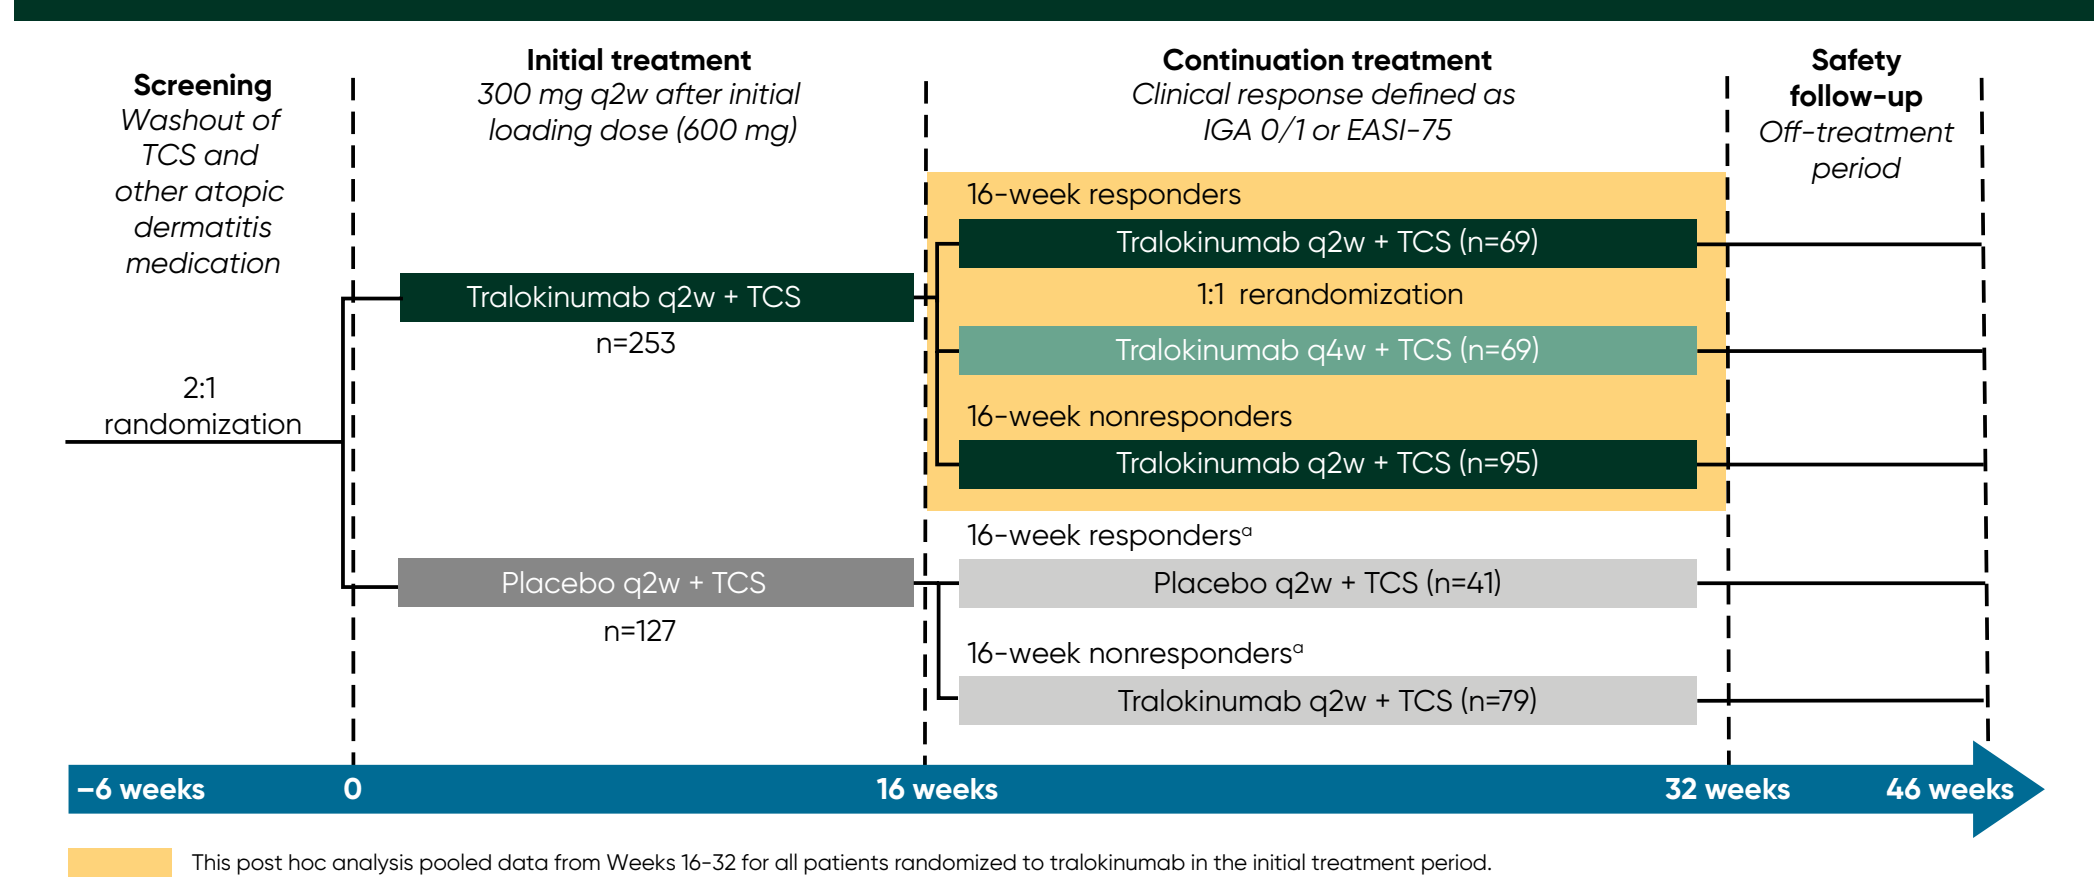 Screening
Washout of
TCS and
other atopic
dermatitis
medication
2:1
randomization
Initial treatment
300 mg q2w after initial
loading dose (600 mg)
Tralokinumab q2w + TCS
n=253
Placebo q2w + TCS
n=127
Continuation treatment
Clinical response defined as
IGA 0/1 or EASI-75
16-week responders
Tralokinumab q2w + TCS (n=69)
1:1 rerandomization
Tralokinumab q4w + TCS (n=69)
16-week nonresponders
Tralokinumab q2w + TCS (n=95)
16-week respondersᵃ
Placebo q2w + TCS (n=41)
16-week nonrespondersᵃ
Tralokinumab q2w + TCS (n=79)
Safety
follow-up
Off-treatment
period
–6 weeks 0 16 weeks 32 weeks 46 weeks
This post hoc analysis pooled data from Weeks 16-32 for all patients randomized to tralokinumab in the initial treatment period.